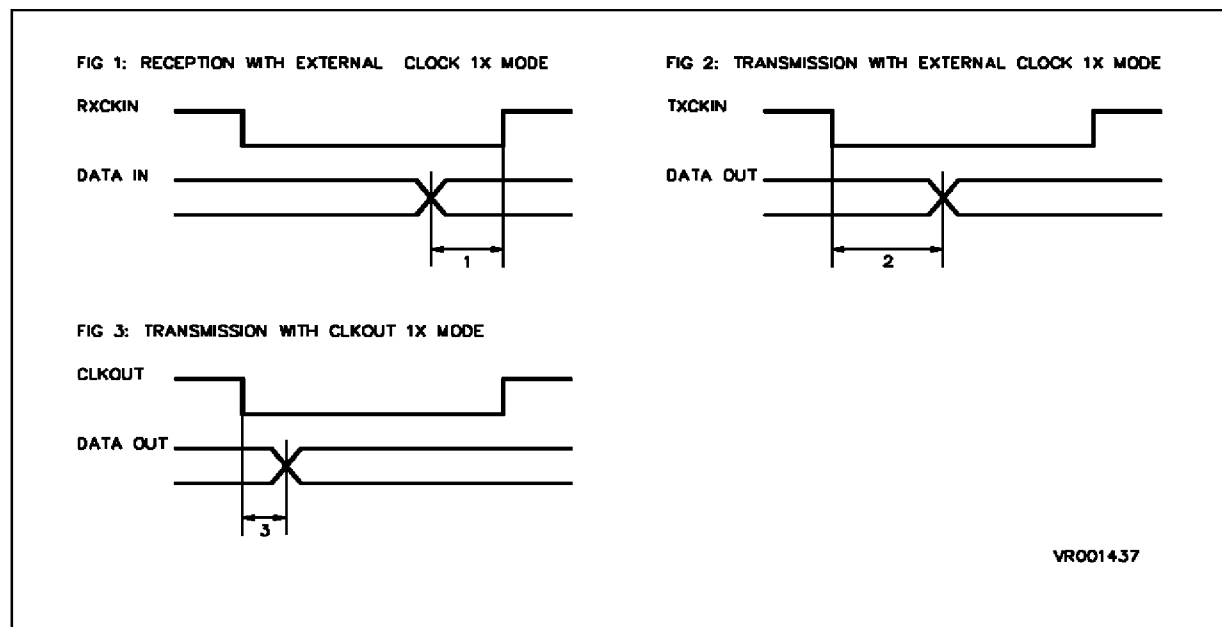 FIG 1: RECEPTION WITH EXTERNAL CLOCK 1X MODE
RXCKIN
DATA IN
1
FIG 2: TRANSMISSION WITH EXTERNAL CLOCK 1X MODE
TXCKIN
DATA OUT
2
FIG 3: TRANSMISSION WITH CLKOUT 1X MODE
CLKOUT
DATA OUT
3
VR001437